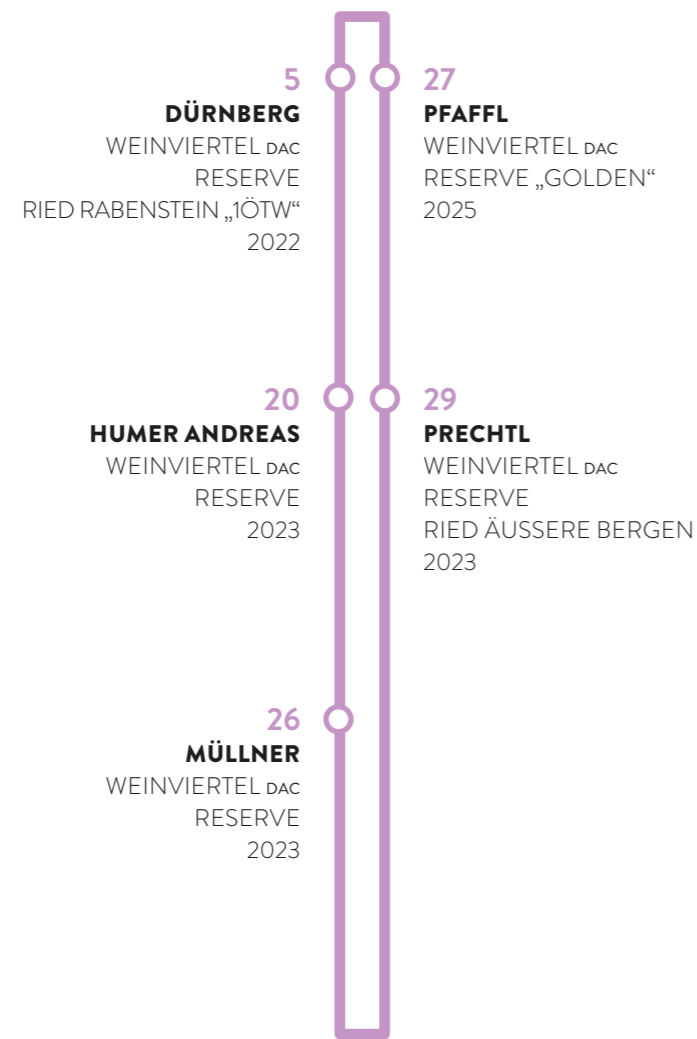 5
DÜRNBERG
WEINVIERTEL DAC
RESERVE
RIED RABENSTEIN „1ÖTW“
2022
20
HUMER ANDREAS
WEINVIERTEL DAC
RESERVE
2023
26
MÜLLNER
WEINVIERTEL DAC
RESERVE
2023
27
PFAFFL
WEINVIERTEL DAC
RESERVE „GOLDEN“
2025
29
PRECHTL
WEINVIERTEL DAC
RESERVE
RIED ÄUSSERE BERGEN
2023